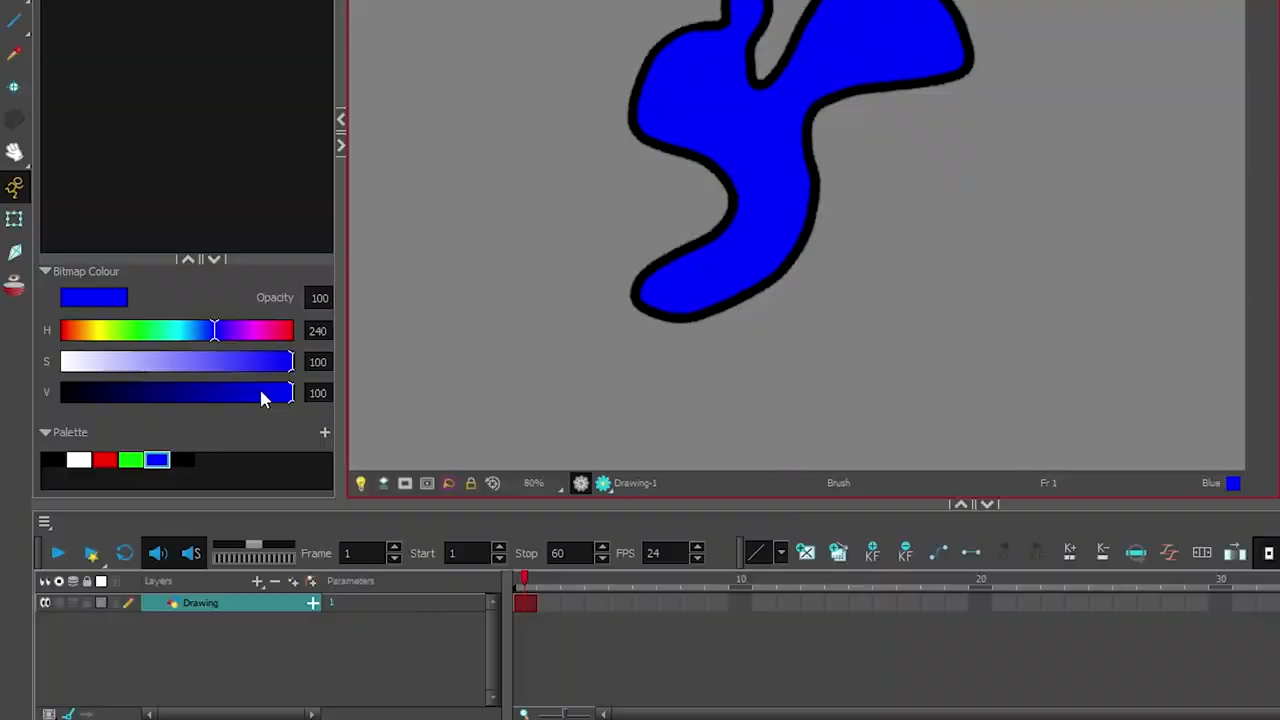 Bitmap Colour
Opacity 100
H 240
S 100
V 100
Palette
80% Drawing-1 Brush Fr 1 Blue
Frame 1 Start 1 Stop 60 FPS 24
KF KF K+ K-
Layers Parameters 10 20 30
Drawing 1